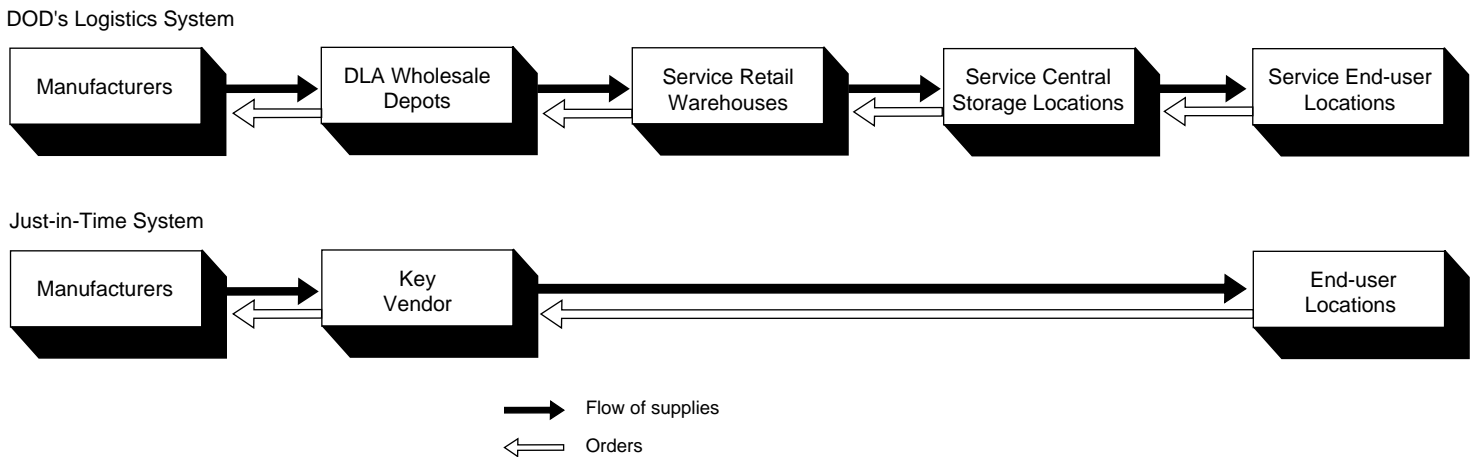 DOD's Logistics System
Manufacturers
DLA Wholesale
Depots
Service Retail
Warehouses
Service Central
Storage Locations
Service End-user
Locations
Just-in-Time System
Manufacturers
Key
Vendor
End-user
Locations
Flow of supplies
Orders